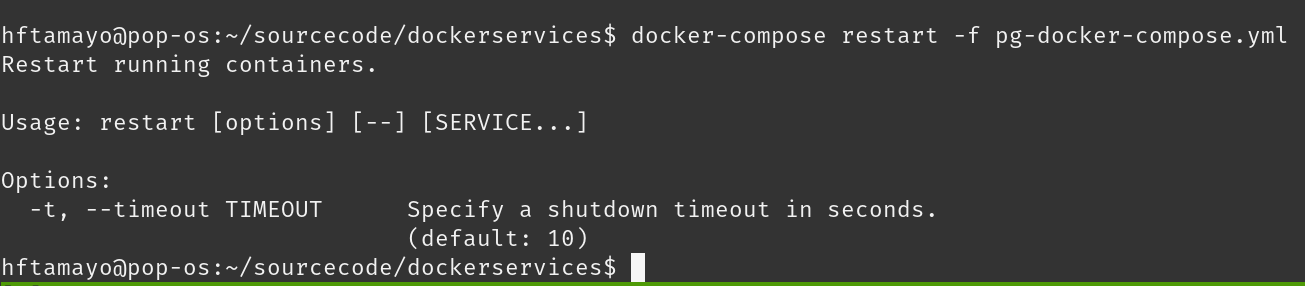 hftamayo@pop-os:~/sourcecode/dockerservices$ docker-compose restart -f pg-docker-compose.yml
Restart running containers.
Usage: restart [options] [--] [SERVICE...]
Options:
-t, --timeout TIMEOUT      Specify a shutdown timeout in seconds.
(default: 10)
hftamayo@pop-os:~/sourcecode/dockerservices$